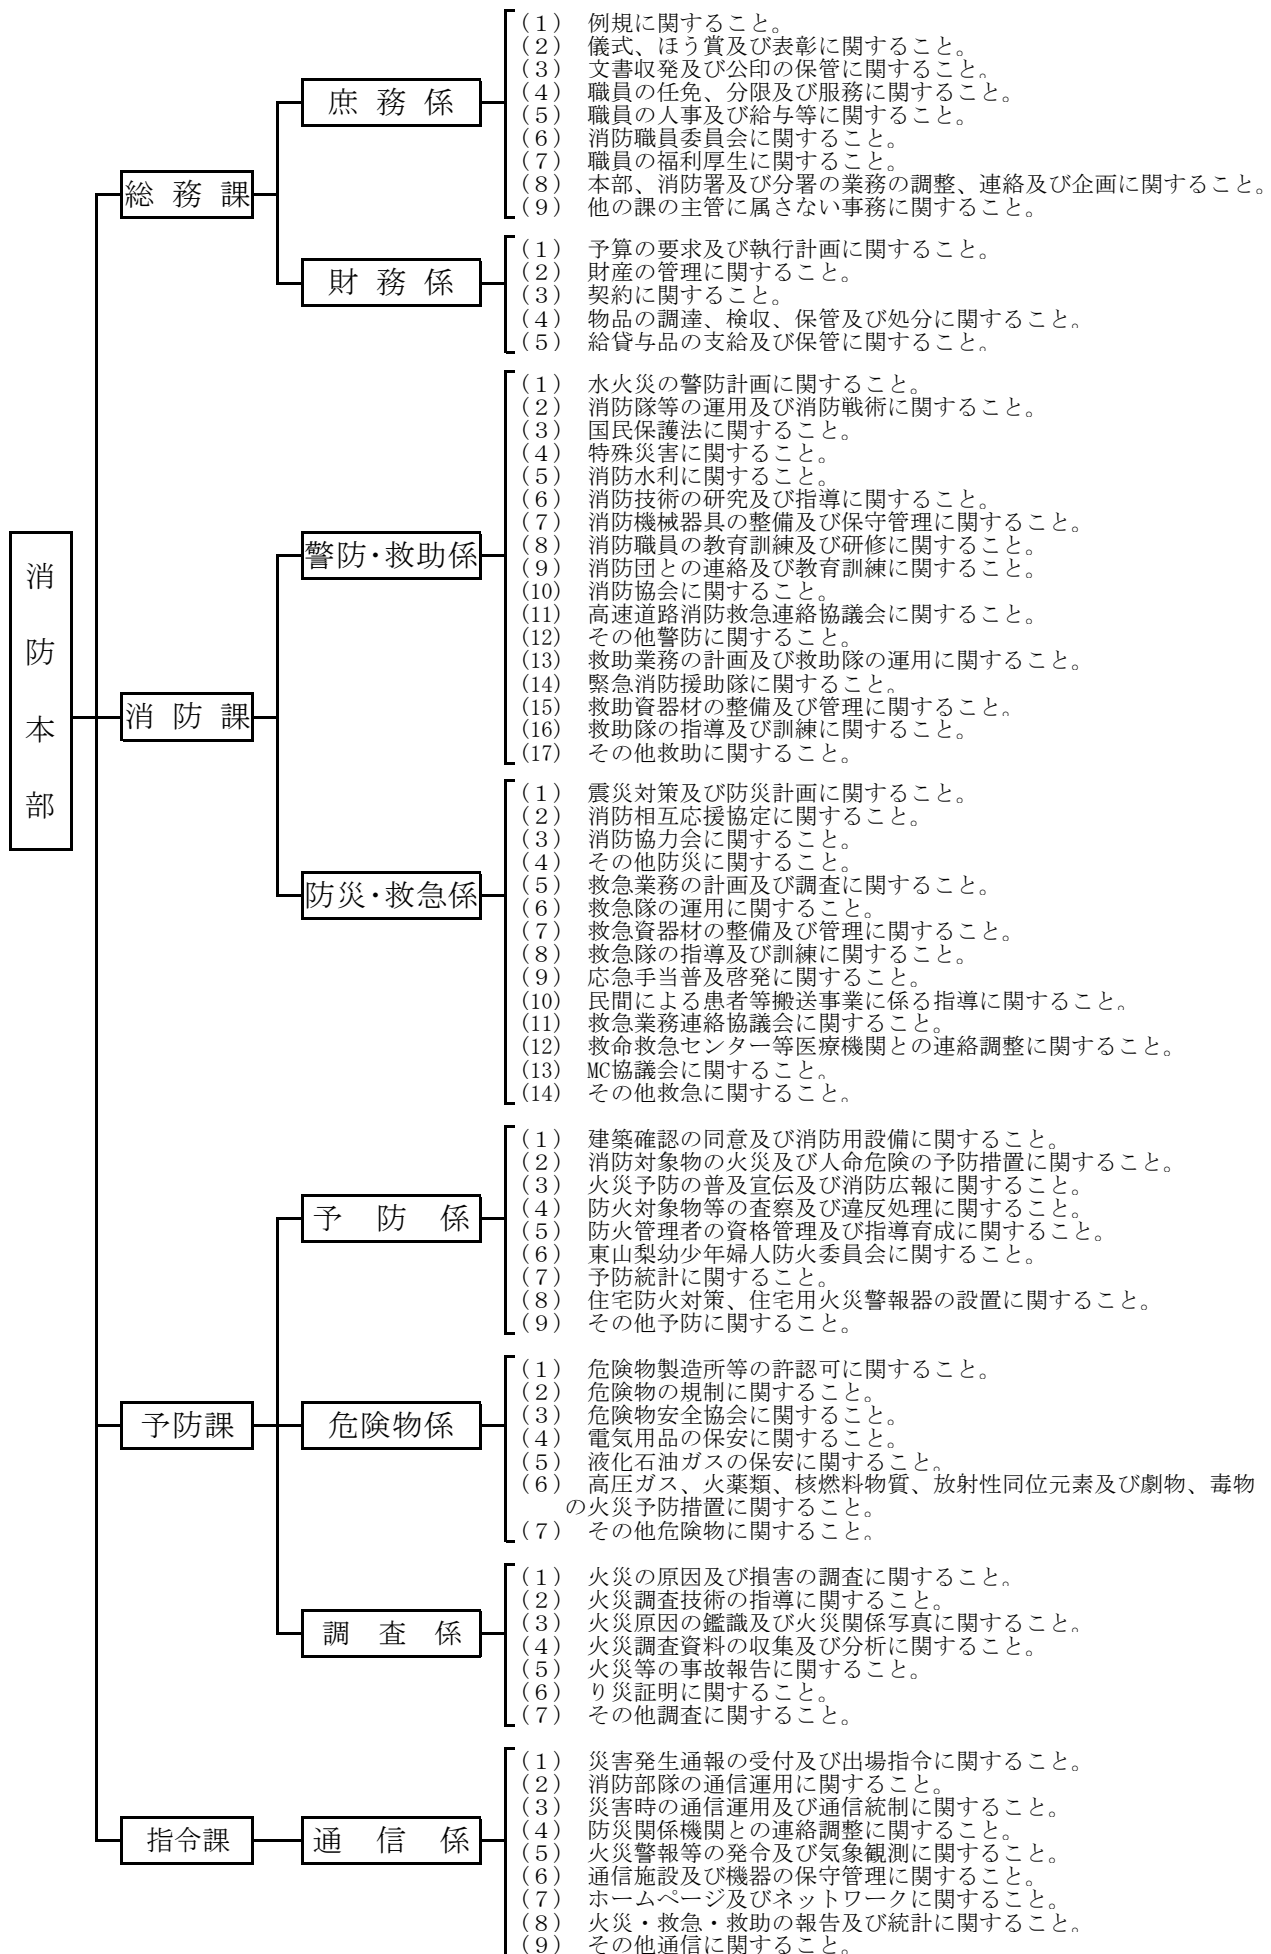 消防本部
総務課
庶務係
(1) 例規に関すること。
(2) 儀式、ほう賞及び表彰に関すること。
(3) 文書収発及び公印の保管に関すること。
(4) 職員の任免、分限及び服務に関すること。
(5) 職員の人事及び給与等に関すること。
(6) 消防職員委員会に関すること。
(7) 職員の福利厚生に関すること。
(8) 本部、消防署及び分署の業務の調整、連絡及び企画に関すること。
(9) 他の課の主管に属さない事務に関すること。
財務係
(1) 予算の要求及び執行計画に関すること。
(2) 財産の管理に関すること。
(3) 契約に関すること。
(4) 物品の調達、検収、保管及び処分に関すること。
(5) 給貸与品の支給及び保管に関すること。
消防課
警防・救助係
(1) 水火災の警防計画に関すること。
(2) 消防隊等の運用及び消防戦術に関すること。
(3) 国民保護法に関すること。
(4) 特殊災害に関すること。
(5) 消防水利に関すること。
(6) 消防技術の研究及び指導に関すること。
(7) 消防機械器具の整備及び保守管理に関すること。
(8) 消防職員の教育訓練及び研修に関すること。
(9) 消防団との連絡及び教育訓練に関すること。
(10) 消防協会に関すること。
(11) 高速道路消防救急連絡協議会に関すること。
(12) その他警防に関すること。
(13) 救助業務の計画及び救助隊の運用に関すること。
(14) 緊急消防援助隊に関すること。
(15) 救助資器材の整備及び管理に関すること。
(16) 救助隊の指導及び訓練に関すること。
(17) その他救助に関すること。
防災・救急係
(1) 震災対策及び防災計画に関すること。
(2) 消防相互応援協定に関すること。
(3) 消防協力会に関すること。
(4) その他防災に関すること。
(5) 救急業務の計画及び調査に関すること。
(6) 救急隊の運用に関すること。
(7) 救急資器材の整備及び管理に関すること。
(8) 救急隊の指導及び訓練に関すること。
(9) 応急手当普及啓発に関すること。
(10) 民間による患者等搬送事業に係る指導に関すること。
(11) 救急業務連絡協議会に関すること。
(12) 救命救急センター等医療機関との連絡調整に関すること。
(13) MC協議会に関すること。
(14) その他救急に関すること。
予防課
予防係
(1) 建築確認の同意及び消防用設備に関すること。
(2) 消防対象物の火災及び人命危険の予防措置に関すること。
(3) 火災予防の普及宣伝及び消防広報に関すること。
(4) 防火対象物等の査察及び違反処理に関すること。
(5) 防火管理者の資格管理及び指導育成に関すること。
(6) 東山梨幼少年婦人防火委員会に関すること。
(7) 予防統計に関すること。
(8) 住宅防火対策、住宅用火災警報器の設置に関すること。
(9) その他予防に関すること。
危険物係
(1) 危険物製造所等の許認可に関すること。
(2) 危険物の規制に関すること。
(3) 危険物安全協会に関すること。
(4) 電気用品の保安に関すること。
(5) 液化石油ガスの保安に関すること。
(6) 高圧ガス、火薬類、核燃料物質、放射性同位元素及び劇物、毒物
の火災予防措置に関すること。
(7) その他危険物に関すること。
調査係
(1) 火災の原因及び損害の調査に関すること。
(2) 火災調査技術の指導に関すること。
(3) 火災原因の鑑識及び火災関係写真に関すること。
(4) 火災調査資料の収集及び分析に関すること。
(5) 火災等の事故報告に関すること。
(6) り災証明に関すること。
(7) その他調査に関すること。
指令課
通信係
(1) 災害発生通報の受付及び出場指令に関すること。
(2) 消防部隊の通信運用に関すること。
(3) 災害時の通信運用及び通信統制に関すること。
(4) 防災関係機関との連絡調整に関すること。
(5) 火災警報等の発令及び気象観測に関すること。
(6) 通信施設及び機器の保守管理に関すること。
(7) ホームページ及びネットワークに関すること。
(8) 火災・救急・救助の報告及び統計に関すること。
(9) その他通信に関すること。